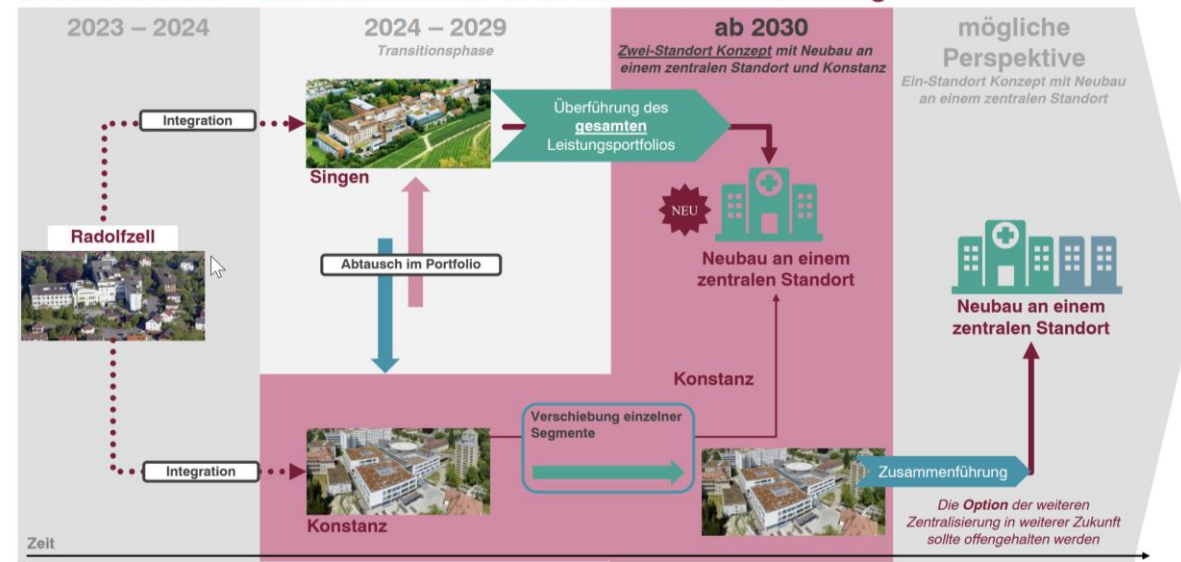 2023 – 2024
2024 – 2029
Transitionsphase
ab 2030
Zwei-Standort Konzept mit Neubau an
einem zentralen Standort und Konstanz
mögliche
Perspektive
Ein-Standort Konzept mit Neubau
an einem zentralen Standort
Integration
Singen
Überführung des
gesamten
Leistungsportfolios
NEU
Neubau an einem
zentralen Standort
Radolfzell
Abtausch im Portfolio
Neubau an einem
zentralen Standort
Konstanz
Verschiebung einzelner
Segmente
Integration
Konstanz
Zusammenführung
Die Option der weiteren
Zentralisierung in weiterer Zukunft
sollte offengehalten werden
Zeit